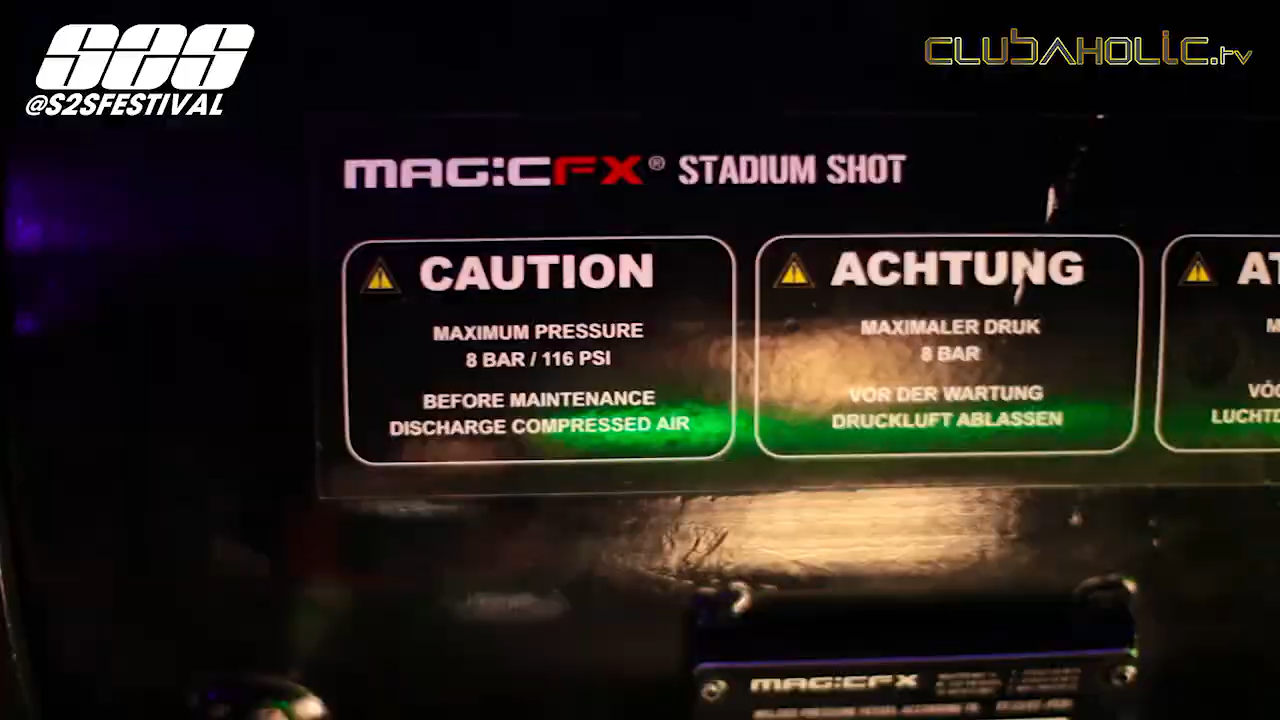 S2S
@S2SFESTIVAL
CLUBAHOLIC.tv
MAGICFX® STADIUM SHOT
CAUTION
MAXIMUM PRESSURE
8 BAR / 116 PSI
BEFORE MAINTENANCE
DISCHARGE COMPRESSED AIR
ACHTUNG
MAXIMALER DRUK
8 BAR
VOR DER WARTUNG
DRUCKLUFT ABLASSEN
MAGICFX